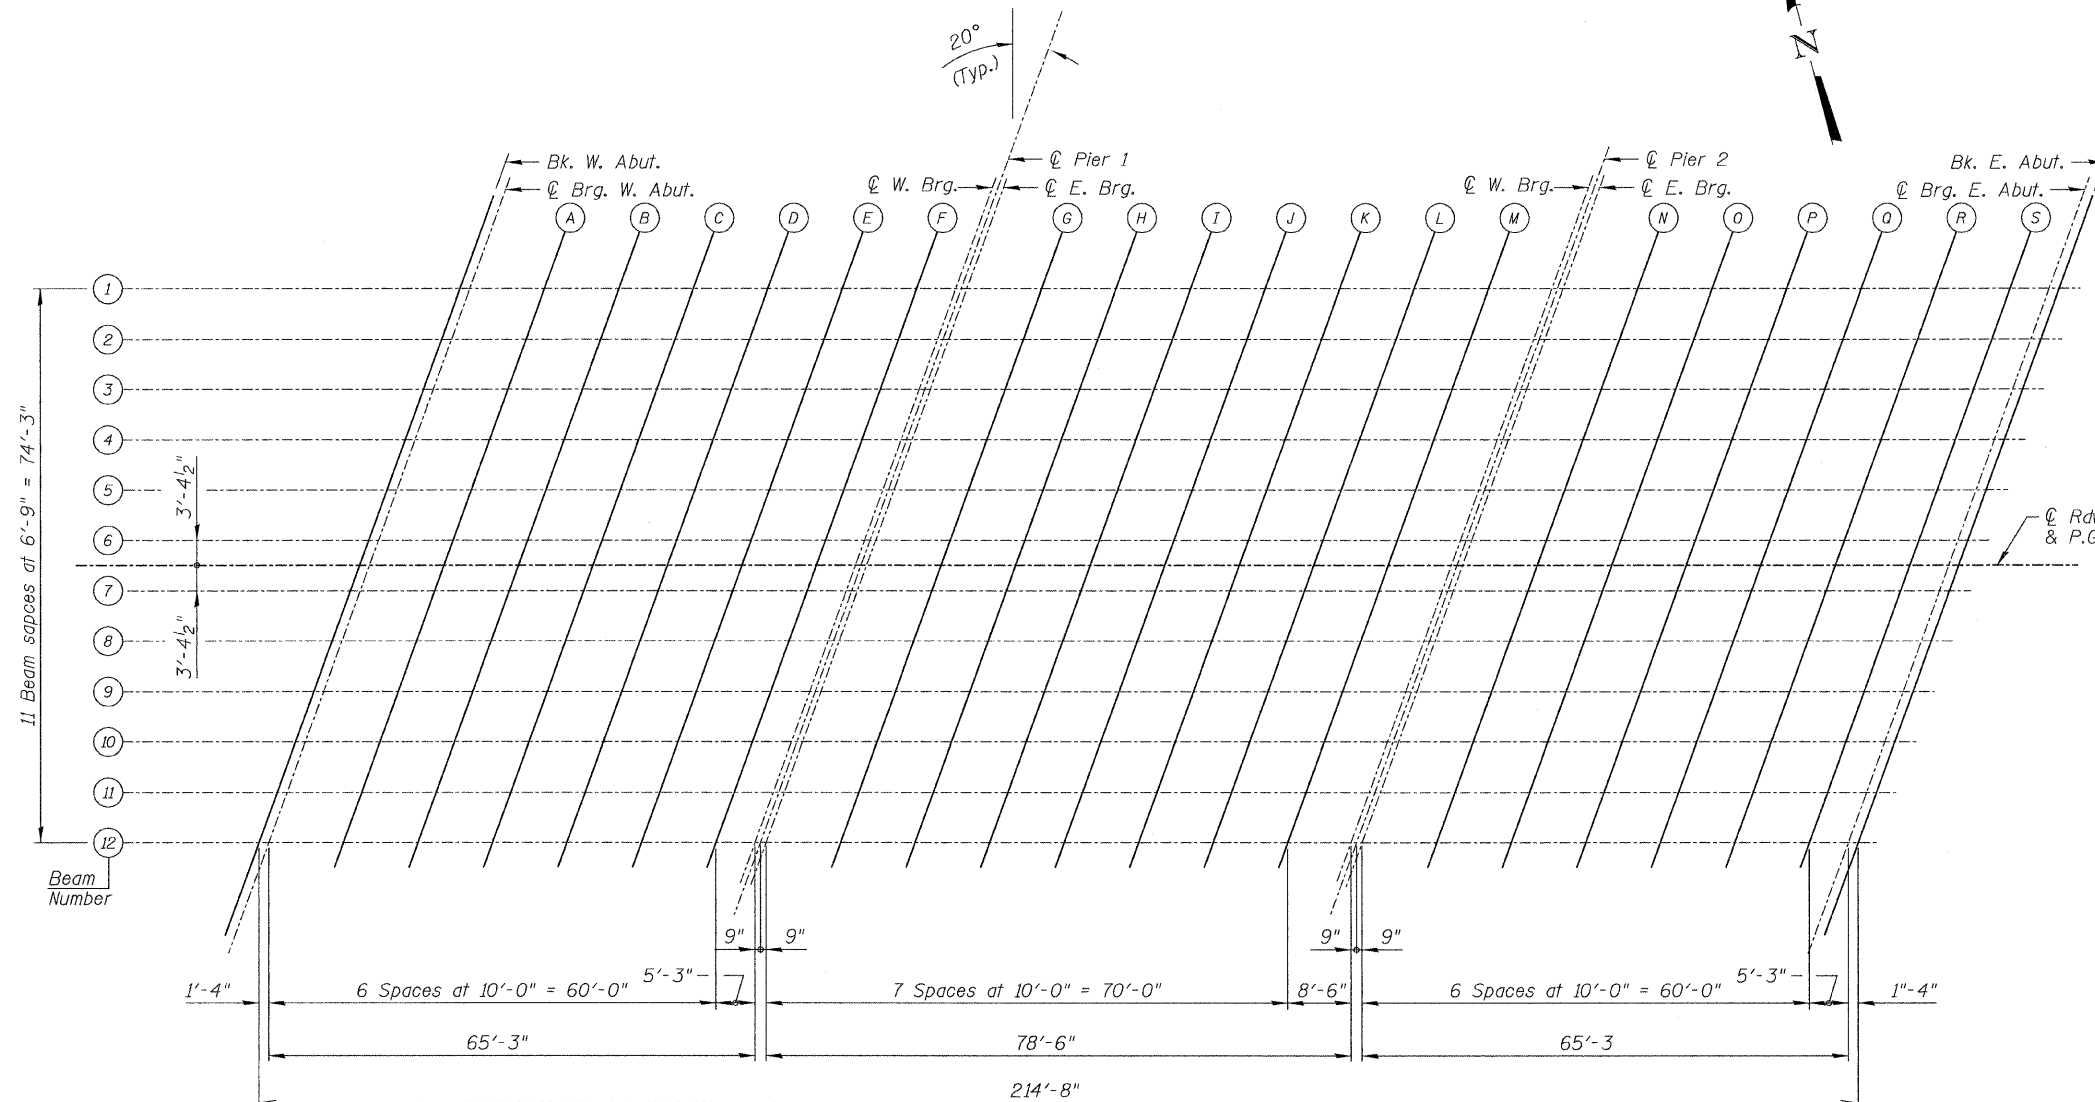 20°
(Typ.)
N
Bk. W. Abut.
℄ Brg. W. Abut.
℄ Pier 1
℄ W. Brg.
℄ E. Brg.
℄ Pier 2
℄ W. Brg.
℄ E. Brg.
Bk. E. Abut.
℄ Brg. E. Abut.
A B C D E F G H I J K L M N O P Q R S
1
2
3
4
5
6
7
8
9
10
11
12
Beam
Number
11 Beam sapces at 6'-9" = 74'-3"
3'-4½"
3'-4½"
℄ Rd
& P.G
9" 9"
9" 9"
1'-4"
6 Spaces at 10'-0" = 60'-0"
5'-3"
7 Spaces at 10'-0" = 70'-0"
8'-6"
6 Spaces at 10'-0" = 60'-0"
5'-3"
1"-4"
65'-3"
78'-6"
65'-3
214'-8"